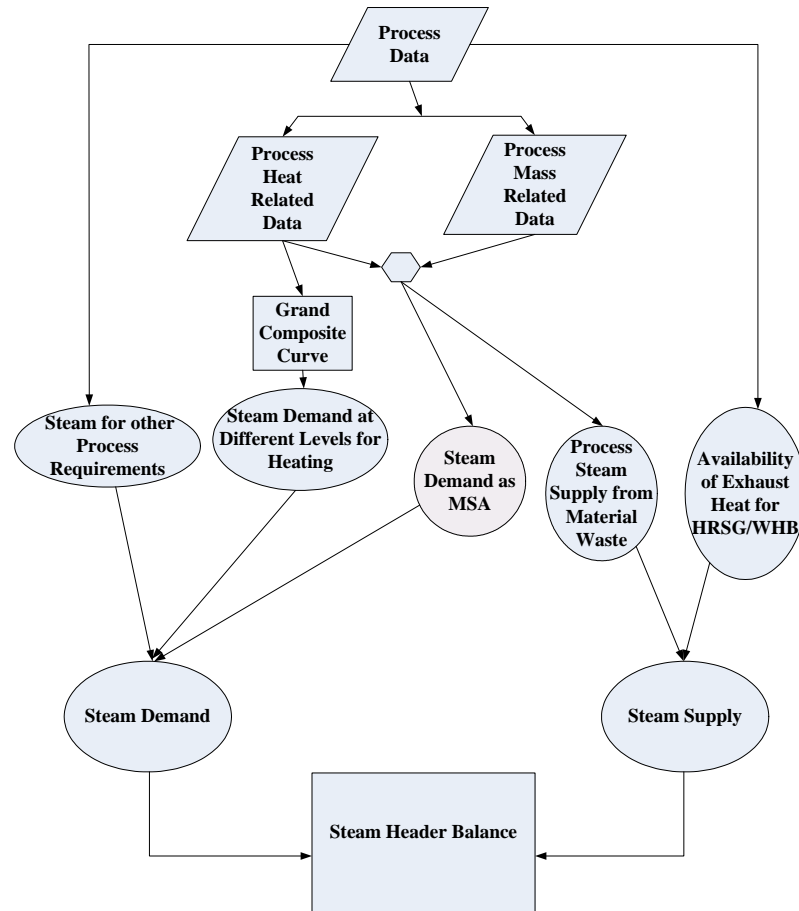 Process
Data
Process
Heat
Related
Data
Process
Mass
Related
Data
Grand
Composite
Curve
Steam for other
Process
Requirements
Steam Demand at
Different Levels for
Heating
Steam
Demand as
MSA
Process
Steam
Supply from
Material
Waste
Availability
of Exhaust
Heat for
HRSG/WHB
Steam Demand
Steam Supply
Steam Header Balance